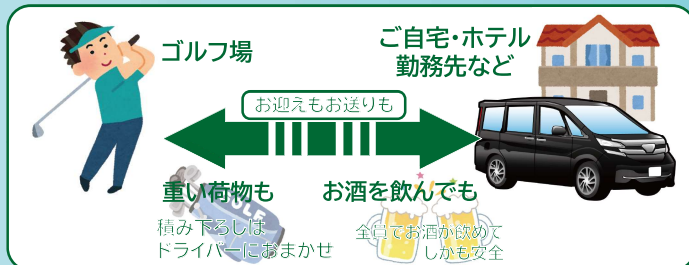 ゴルフ場
ご自宅・ホテル
勤務先など
お迎えもお送りも
重い荷物も
積み下ろしは
ドライバーにおまかせ
お酒を飲んでも
全員でお酒が飲めて
しかも安全